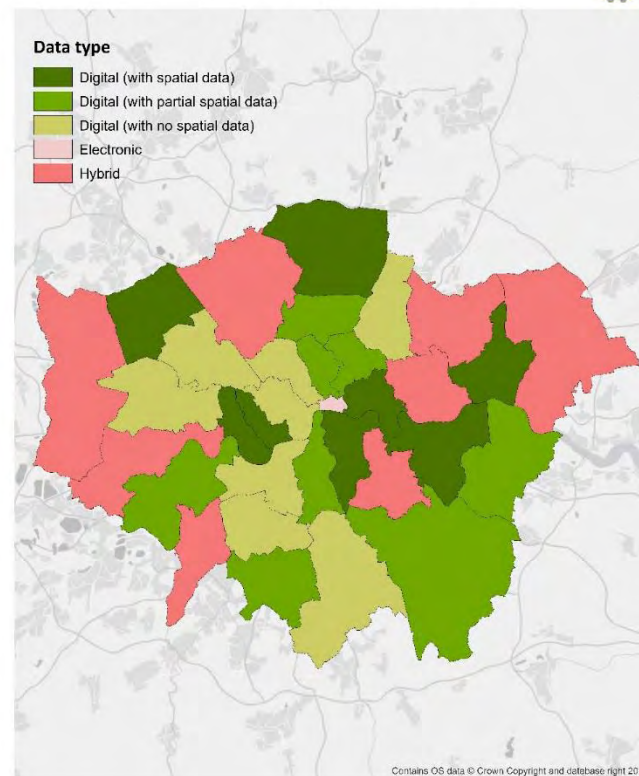 Data type
Digital (with spatial data)
Digital (with partial spatial data)
Digital (with no spatial data)
Electronic
Hybrid
Contains OS data © Crown Copyright and database right 20